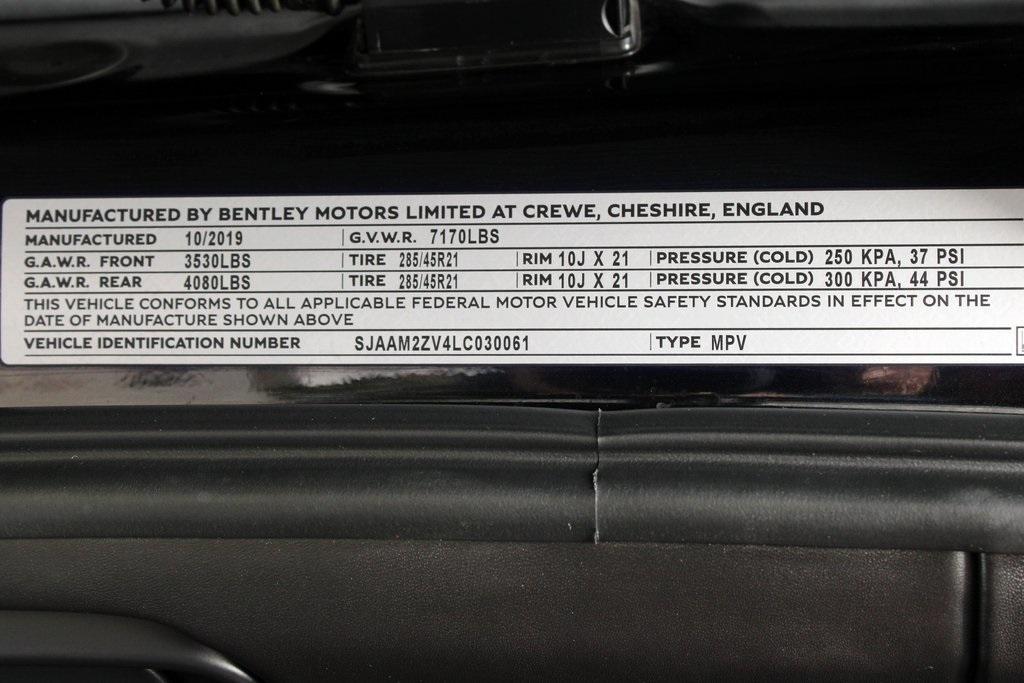 MANUFACTURED BY BENTLEY MOTORS LIMITED AT CREWE, CHESHIRE, ENGLAND
MANUFACTURED 10/2019 G.V.W.R. 7170LBS
G.A.W.R. FRONT 3530LBS TIRE 285/45R21 RIM 10J X 21 PRESSURE (COLD) 250 KPA, 37 PSI
G.A.W.R. REAR 4080LBS TIRE 285/45R21 RIM 10J X 21 PRESSURE (COLD) 300 KPA, 44 PSI
THIS VEHICLE CONFORMS TO ALL APPLICABLE FEDERAL MOTOR VEHICLE SAFETY STANDARDS IN EFFECT ON THE
DATE OF MANUFACTURE SHOWN ABOVE
VEHICLE IDENTIFICATION NUMBER SJAAM2ZV4LC030061 TYPE MPV